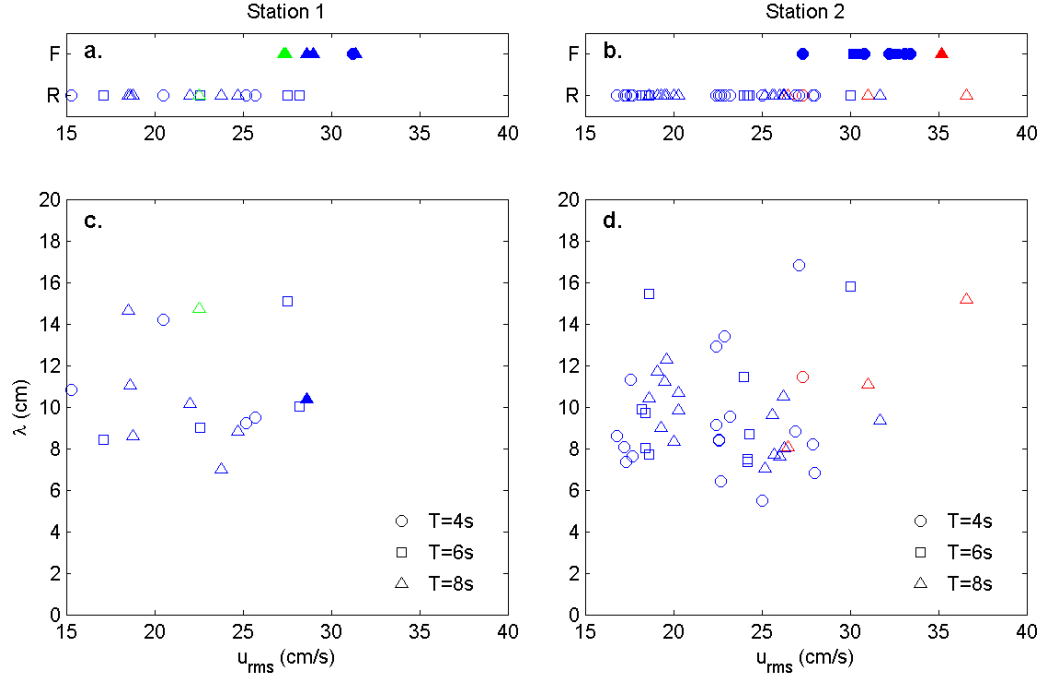 Station 1
Station 2
F
a.
R
15 20 25 30 35 40
F
b.
R
15 20 25 30 35 40
λ (cm)
20
18
16
14
12
10
8
6
4
2
0
c.
T=4s
T=6s
T=8s
15 20 25 30 35 40
u_rms (cm/s)
20
18
16
14
12
10
8
6
4
2
0
d.
T=4s
T=6s
T=8s
15 20 25 30 35 40
u_rms (cm/s)